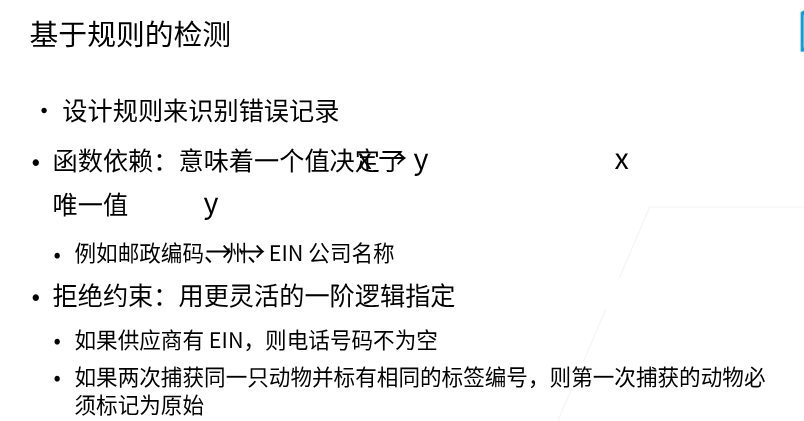 基于规则的检测
• 设计规则来识别错误记录
• 函数依赖：意味着一个值决定了 x → y x
唯一值 y
• 例如邮政编码→州、→ EIN 公司名称
• 拒绝约束：用更灵活的一阶逻辑指定
• 如果供应商有 EIN，则电话号码不为空
• 如果两次捕获同一只动物并标有相同的标签编号，则第一次捕获的动物必
须标记为原始